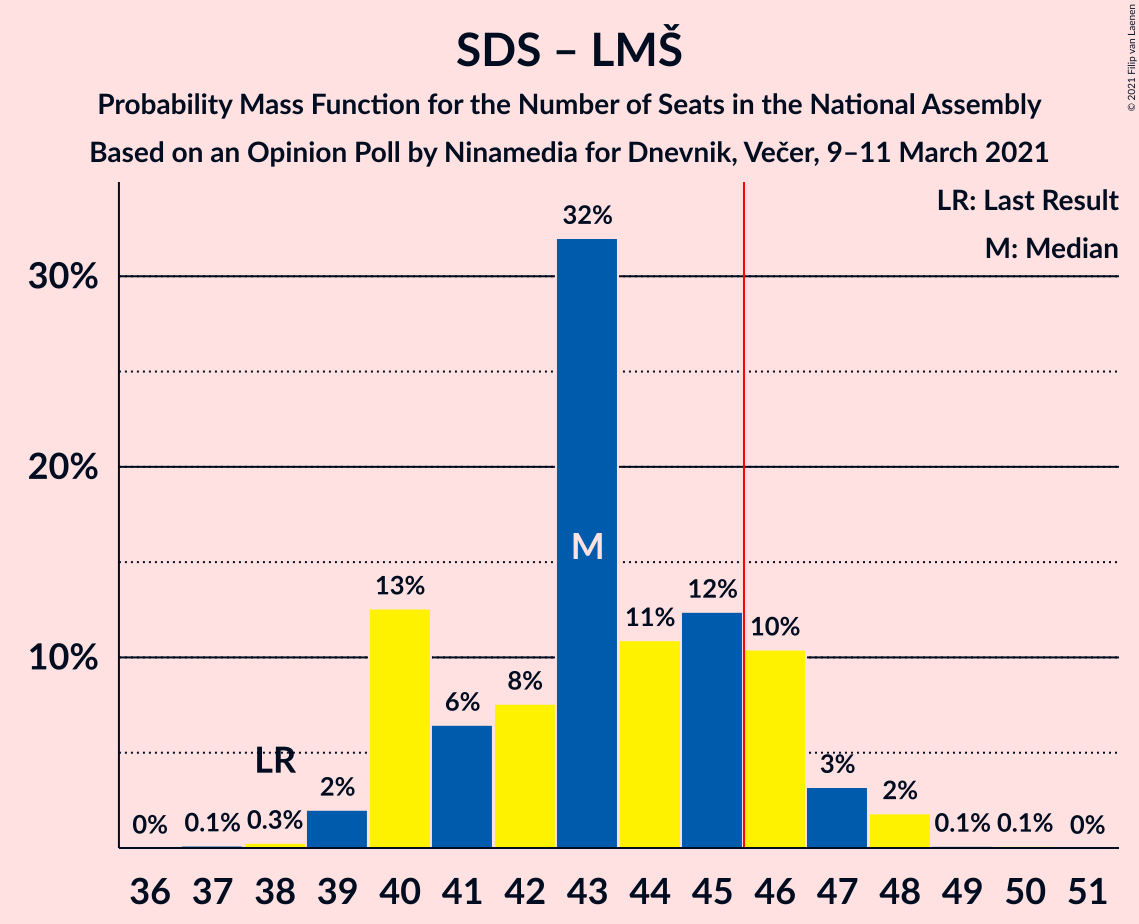 SDS – LMŠ
Probability Mass Function for the Number of Seats in the National Assembly
Based on an Opinion Poll by Ninamedia for Dnevnik, Večer, 9–11 March 2021
© 2021 Filip van Laenen
LR: Last Result
M: Median
30%
20%
10%
0%
0.1%
0.3%
LR
2%
13%
6%
8%
32%
M
11%
12%
10%
3%
2%
0.1%
0.1%
0%
36 37 38 39 40 41 42 43 44 45 46 47 48 49 50 51